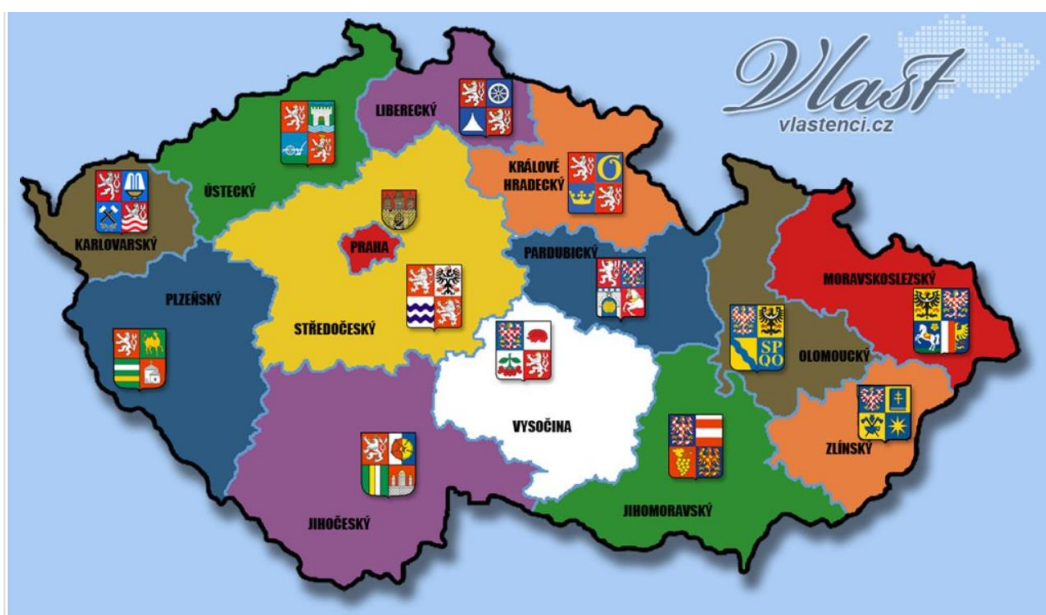 Vlast
vlastenci.cz
LIBERECKÝ
ÚSTECKÝ
KRÁLOVÉ
HRADECKÝ
KARLOVARSKÝ
PRAHA
PARDUBICKÝ
MORAVSKOSLEZSKÝ
PLZEŇSKÝ
STŘEDOČESKÝ
SP
QO
OLOMOUCKÝ
VYSOČINA
ZLÍNSKÝ
JIHOČESKÝ
JIHOMORAVSKÝ